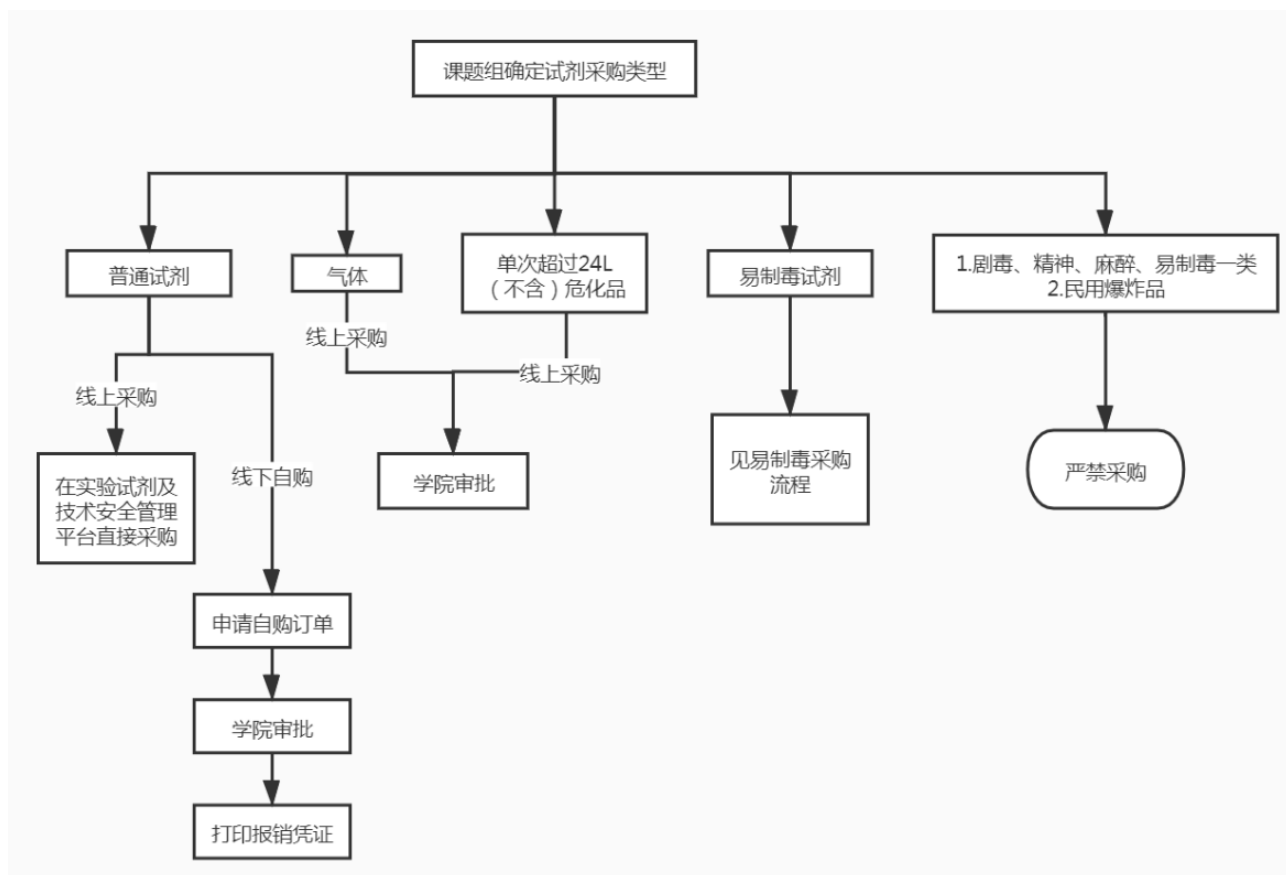 课题组确定试剂采购类型
普通试剂
气体
单次超过24L
（不含）危化品
易制毒试剂
1.剧毒、精神、麻醉、易制毒一类
2.民用爆炸品
线上采购
线上采购
线上采购
线下自购
在实验试剂及
技术安全管理
平台直接采购
学院审批
见易制毒采购
流程
严禁采购
申请自购订单
学院审批
打印报销凭证